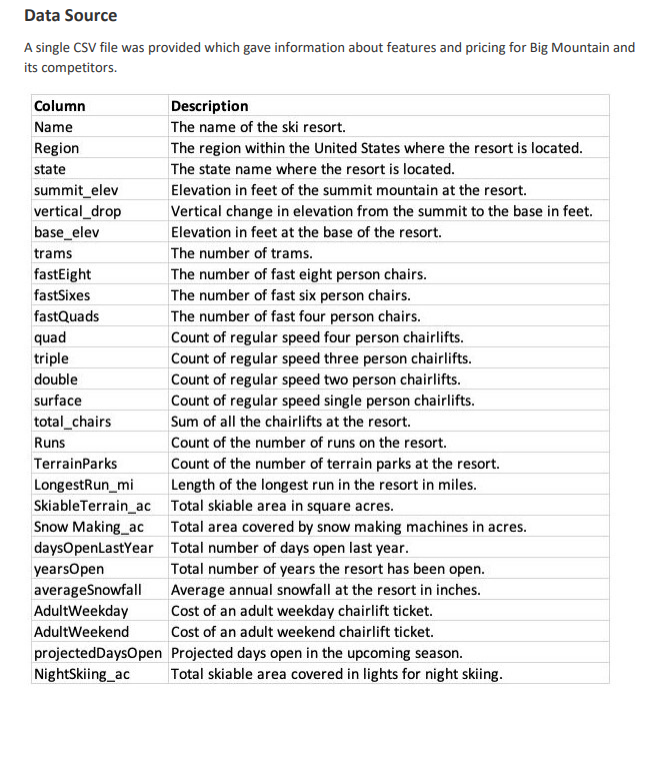 Data Source
A single CSV file was provided which gave information about features and pricing for Big Mountain and
its competitors.
Column Description
Name The name of the ski resort.
Region The region within the United States where the resort is located.
state The state name where the resort is located.
summit_elev Elevation in feet of the summit mountain at the resort.
vertical_drop Vertical change in elevation from the summit to the base in feet.
base_elev Elevation in feet at the base of the resort.
trams The number of trams.
fastEight The number of fast eight person chairs.
fastSixes The number of fast six person chairs.
fastQuads The number of fast four person chairs.
quad Count of regular speed four person chairlifts.
triple Count of regular speed three person chairlifts.
double Count of regular speed two person chairlifts.
surface Count of regular speed single person chairlifts.
total_chairs Sum of all the chairlifts at the resort.
Runs Count of the number of runs on the resort.
TerrainParks Count of the number of terrain parks at the resort.
LongestRun_mi Length of the longest run in the resort in miles.
SkiableTerrain_ac Total skiable area in square acres.
Snow Making_ac Total area covered by snow making machines in acres.
daysOpenLastYear Total number of days open last year.
yearsOpen Total number of years the resort has been open.
averageSnowfall Average annual snowfall at the resort in inches.
AdultWeekday Cost of an adult weekday chairlift ticket.
AdultWeekend Cost of an adult weekend chairlift ticket.
projectedDaysOpen Projected days open in the upcoming season.
NightSkiing_ac Total skiable area covered in lights for night skiing.